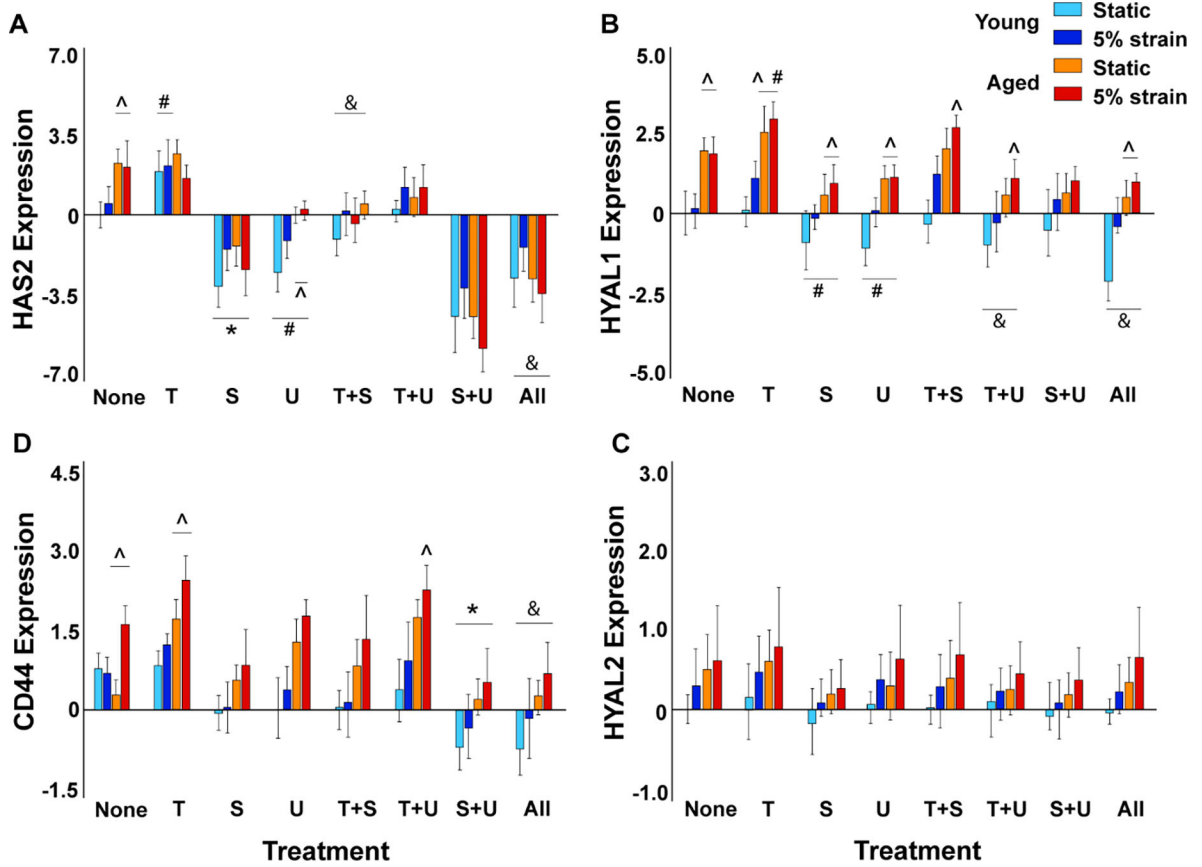 A
HAS2 Expression
7.0
3.5
0
-3.5
-7.0
^
#
*
^
#
&
&
None T S U T+S T+U S+U All
B
HYAL1 Expression
5.0
2.5
0
-2.5
-5.0
Young
Static
5% strain
Aged
Static
5% strain
^
^ #
^
^
^
^
^
#
#
&
&
None T S U T+S T+U S+U All
D
CD44 Expression
4.5
3.0
1.5
0
-1.5
^
^
^
*
&
None T S U T+S T+U S+U All
Treatment
C
HYAL2 Expression
3.0
2.0
1.0
0
-1.0
None T S U T+S T+U S+U All
Treatment